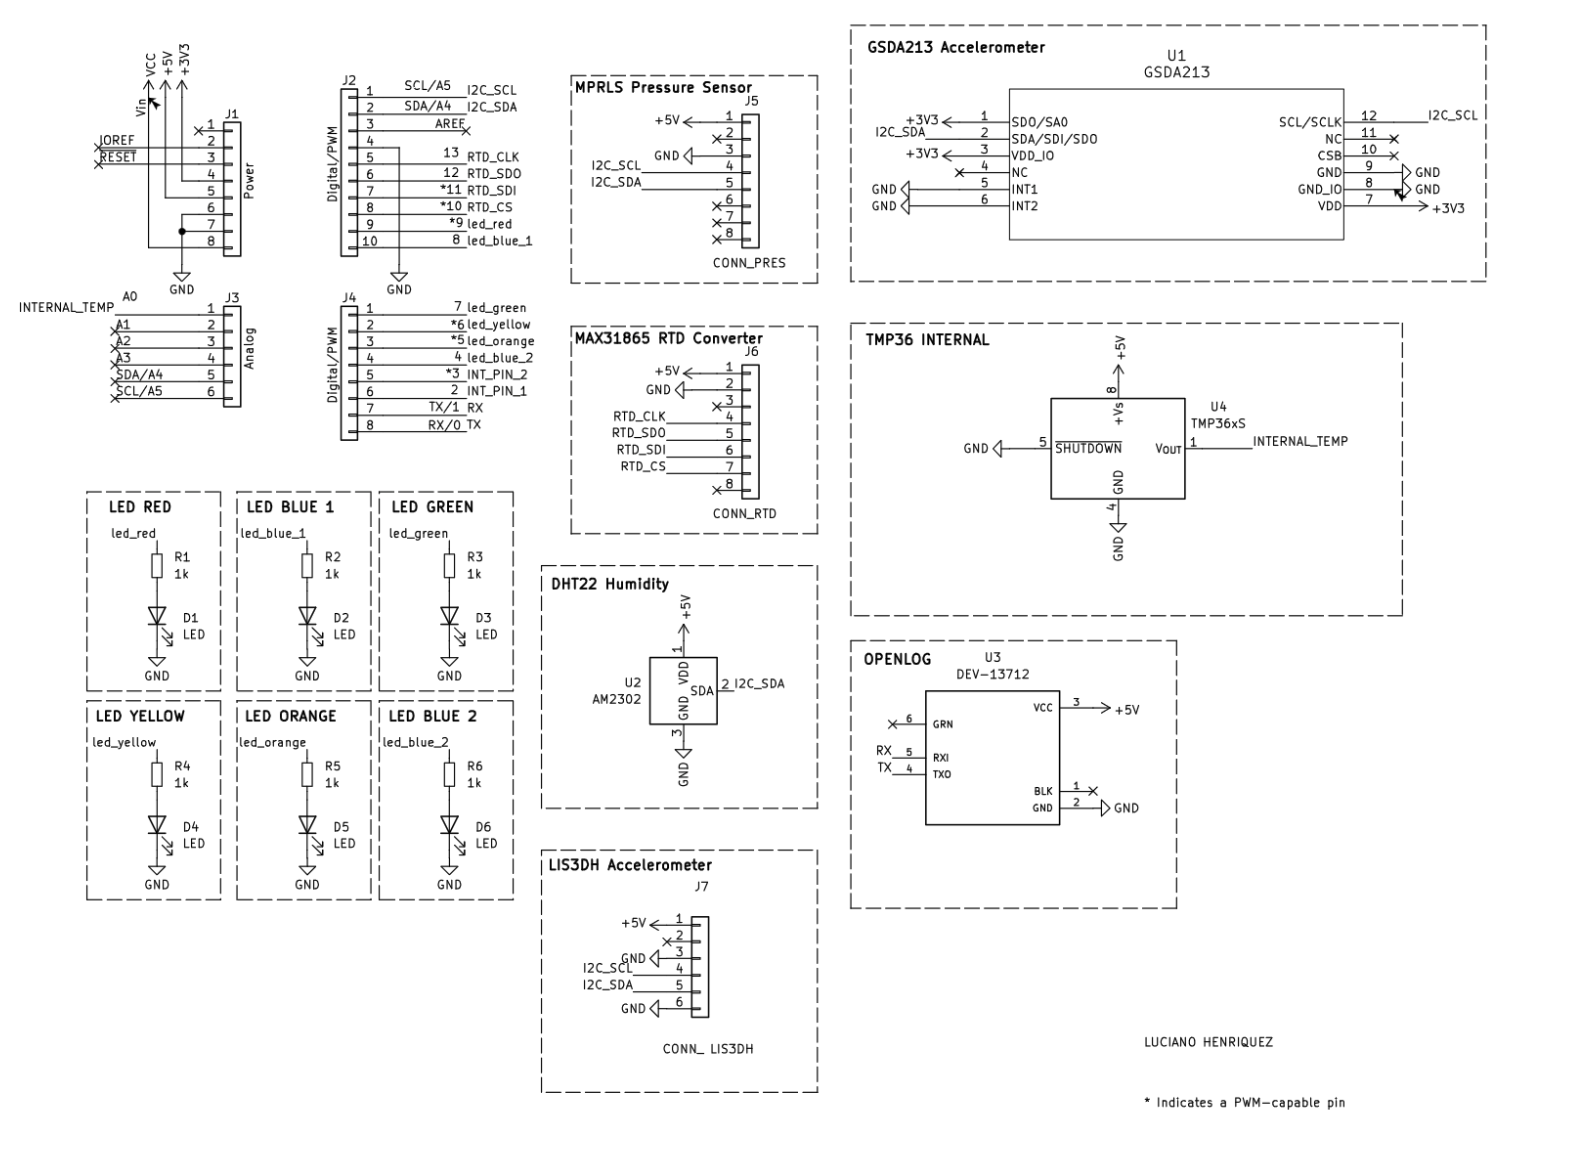 VCC
+5V
+3V3
Vin
J1
1
IOREF 2
RESET 3
4
5
6
7
8
Power
GND
J2
1 SCL/A5 I2C_SCL
2 SDA/A4 I2C_SDA
3 AREF
4
5 13 RTD_CLK
6 12 RTD_SDO
7 *11 RTD_SDI
8 *10 RTD_CS
9 *9 led_red
10 8 led_blue_1
Digital/PWM
GND
A0 J3
INTERNAL_TEMP 1
A1 2
A2 3
A3 4
SDA/A4 5
SCL/A5 6
Analog
J4
1 7 led_green
2 *6 led_yellow
3 *5 led_orange
4 4 led_blue_2
5 *3 INT_PIN_2
6 2 INT_PIN_1
7 TX/1 RX
8 RX/0 TX
Digital/PWM
MPRLS Pressure Sensor
J5
+5V 1
2
GND 3
I2C_SCL 4
I2C_SDA 5
6
7
8
CONN_PRES
GSDA213 Accelerometer
U1
GSDA213
+3V3 1 SDO/SA0
I2C_SDA 2 SDA/SDI/SDO
+3V3 3 VDD_IO
4 NC
GND 5 INT1
GND 6 INT2
SCL/SCLK 12 I2C_SCL
NC 11
CSB 10
GND 9 GND
GND_IO 8 GND
VDD 7 +3V3
MAX31865 RTD Converter
J6
+5V 1
GND 2
3
RTD_CLK 4
RTD_SDO 5
RTD_SDI 6
RTD_CS 7
8
CONN_RTD
TMP36 INTERNAL
+5V
8
+Vs
U4
TMP36xS
GND 5 SHUTDOWN
VOUT 1 INTERNAL_TEMP
GND
4
GND
LED RED
led_red
R1
1k
D1
LED
GND
LED BLUE 1
led_blue_1
R2
1k
D2
LED
GND
LED GREEN
led_green
R3
1k
D3
LED
GND
LED YELLOW
led_yellow
R4
1k
D4
LED
GND
LED ORANGE
led_orange
R5
1k
D5
LED
GND
LED BLUE 2
led_blue_2
R6
1k
D6
LED
GND
DHT22 Humidity
+5V
1
VDD
U2
AM2302
SDA 2 I2C_SDA
GND
3
GND
OPENLOG
U3
DEV-13712
VCC 3 +5V
6 GRN
RX 5 RXI
TX 4 TXO
BLK 1
GND 2 GND
LIS3DH Accelerometer
J7
+5V 1
2
GND 3
I2C_SCL 4
I2C_SDA 5
GND 6
CONN_ LIS3DH
LUCIANO HENRIQUEZ
* Indicates a PWM-capable pin